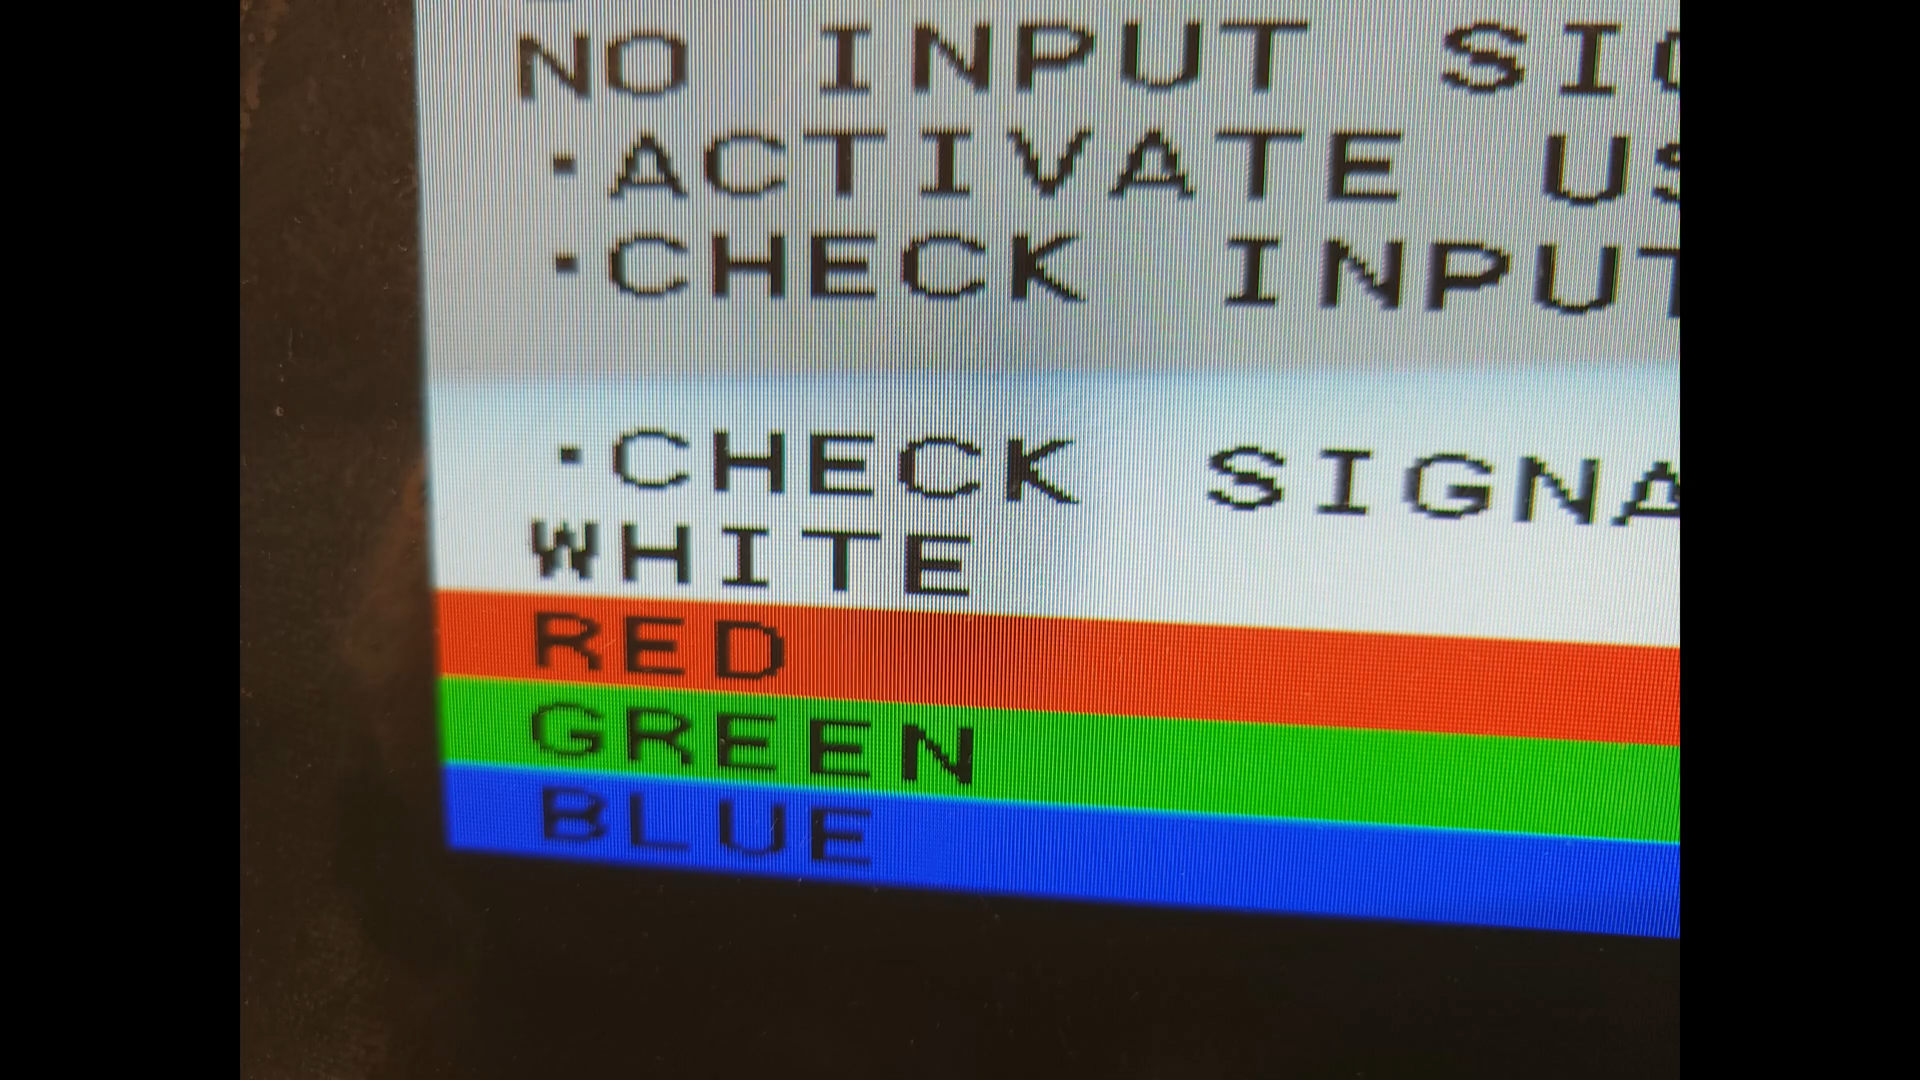 NO INPUT
·ACTIVATE
·CHECK INPUT
·CHECK
WHITE
RED
GREEN
BLUE